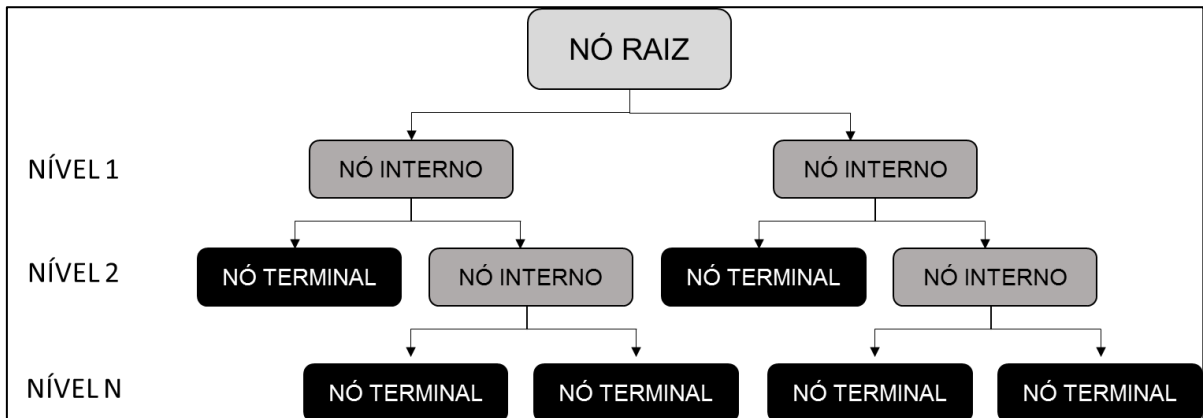 NÓ RAIZ
NÍVEL 1
NÓ INTERNO
NÓ INTERNO
NÍVEL 2
NÓ TERMINAL
NÓ INTERNO
NÓ TERMINAL
NÓ INTERNO
NÍVEL N
NÓ TERMINAL
NÓ TERMINAL
NÓ TERMINAL
NÓ TERMINAL